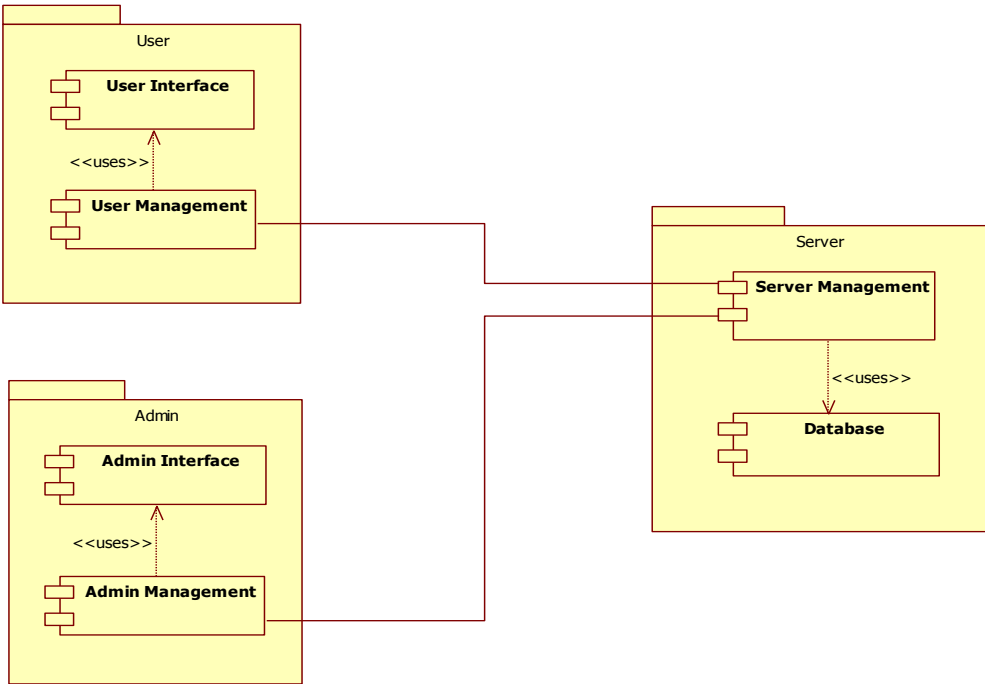 User
User Interface
<<uses>>
User Management
Server
Server Management
<<uses>>
Database
Admin
Admin Interface
<<uses>>
Admin Management